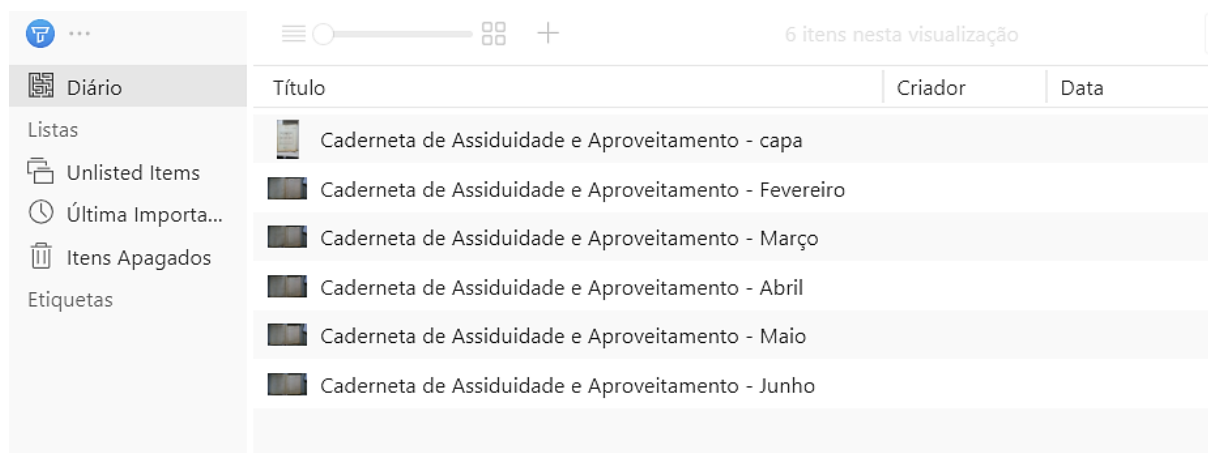 6 itens nesta visualização
Diário
Título Criador Data
Listas
Unlisted Items
Última Importa...
Itens Apagados
Etiquetas
Caderneta de Assiduidade e Aproveitamento - capa
Caderneta de Assiduidade e Aproveitamento - Fevereiro
Caderneta de Assiduidade e Aproveitamento - Março
Caderneta de Assiduidade e Aproveitamento - Abril
Caderneta de Assiduidade e Aproveitamento - Maio
Caderneta de Assiduidade e Aproveitamento - Junho